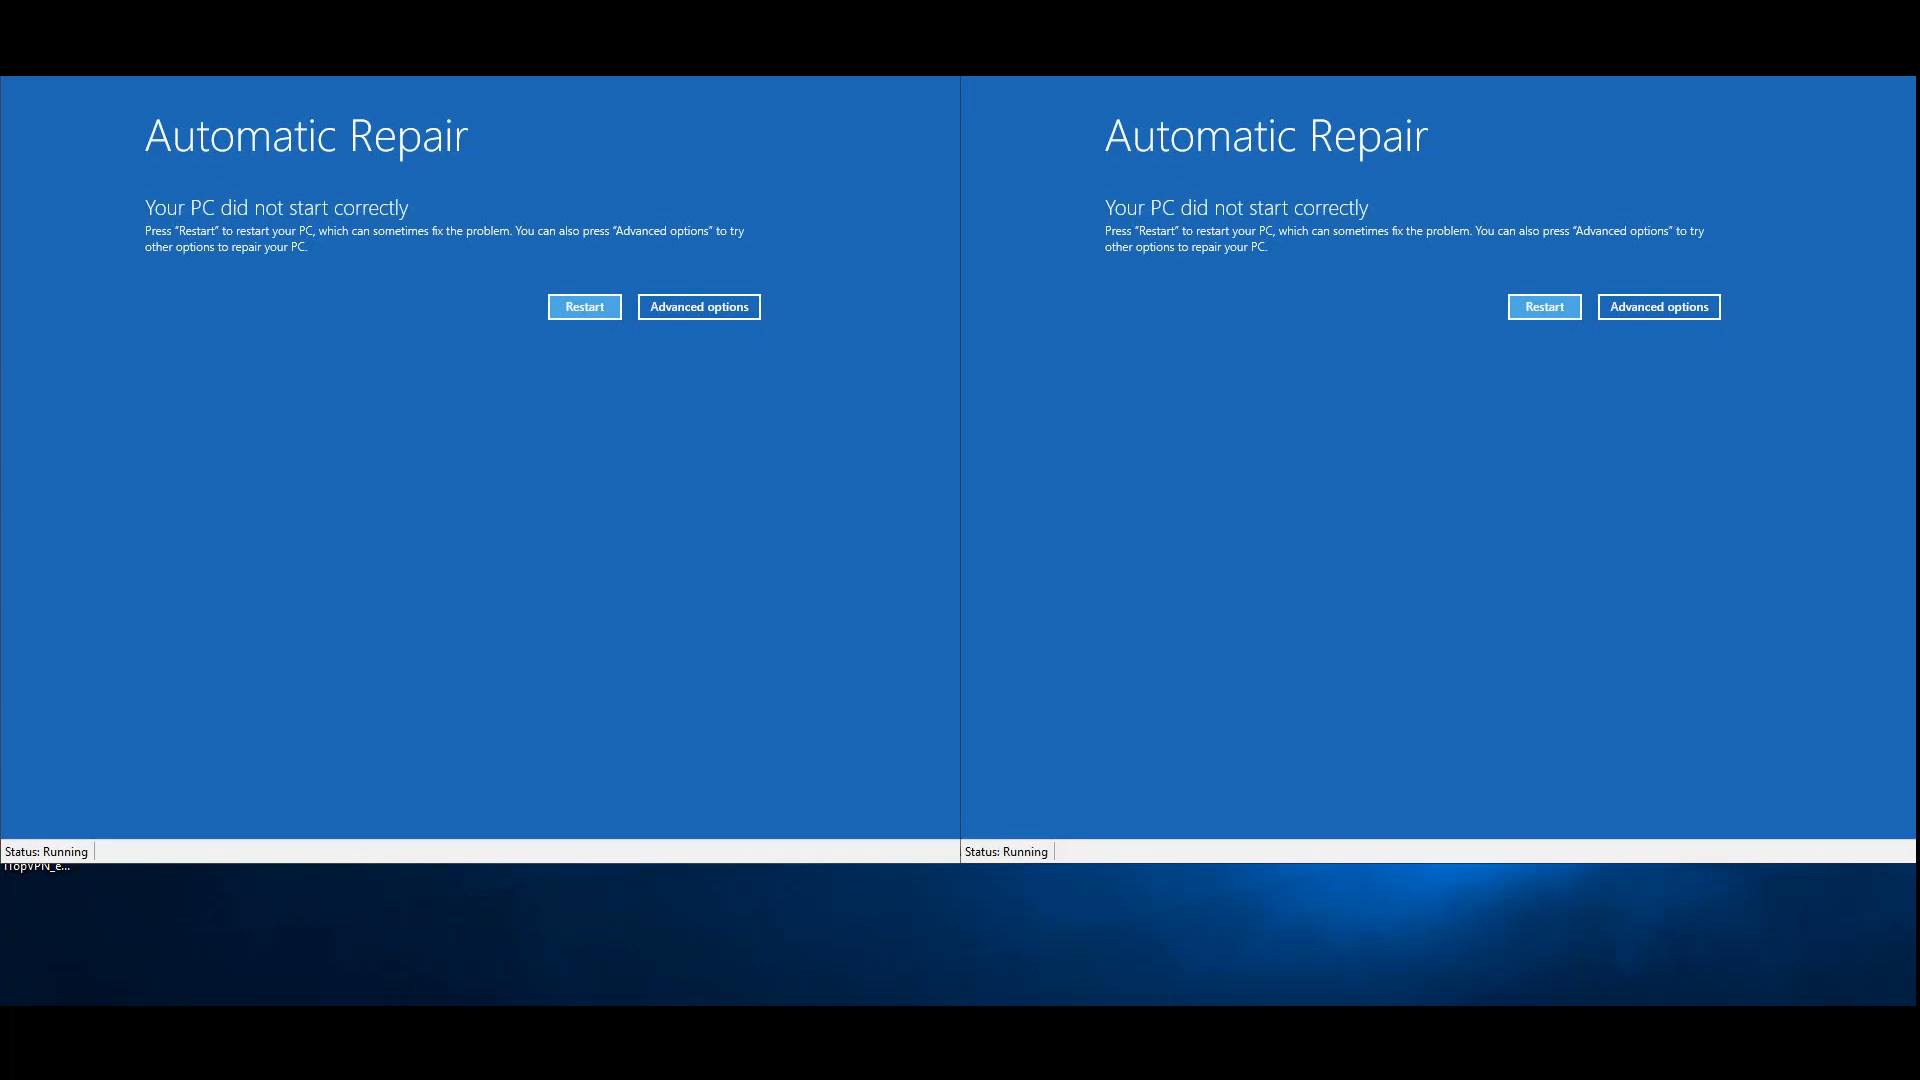 Automatic Repair
Your PC did not start correctly
Press “Restart” to restart your PC, which can sometimes fix the problem. You can also press “Advanced options” to try
other options to repair your PC.
Restart
Advanced options
Status: Running
Automatic Repair
Your PC did not start correctly
Press “Restart” to restart your PC, which can sometimes fix the problem. You can also press “Advanced options” to try
other options to repair your PC.
Restart
Advanced options
Status: Running